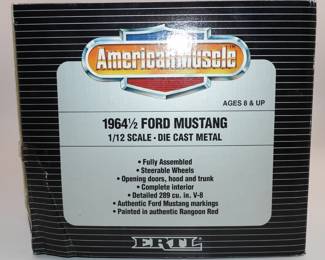 American Muscle™
AGES 8 & UP
1964½ FORD MUSTANG
1/12 SCALE · DIE CAST METAL
• Fully Assembled
• Steerable Wheels
• Opening doors, hood and trunk
• Complete interior
• Detailed 289 cu. in. V-8
• Authentic Ford Mustang markings
• Painted in authentic Rangoon Red
ERTL